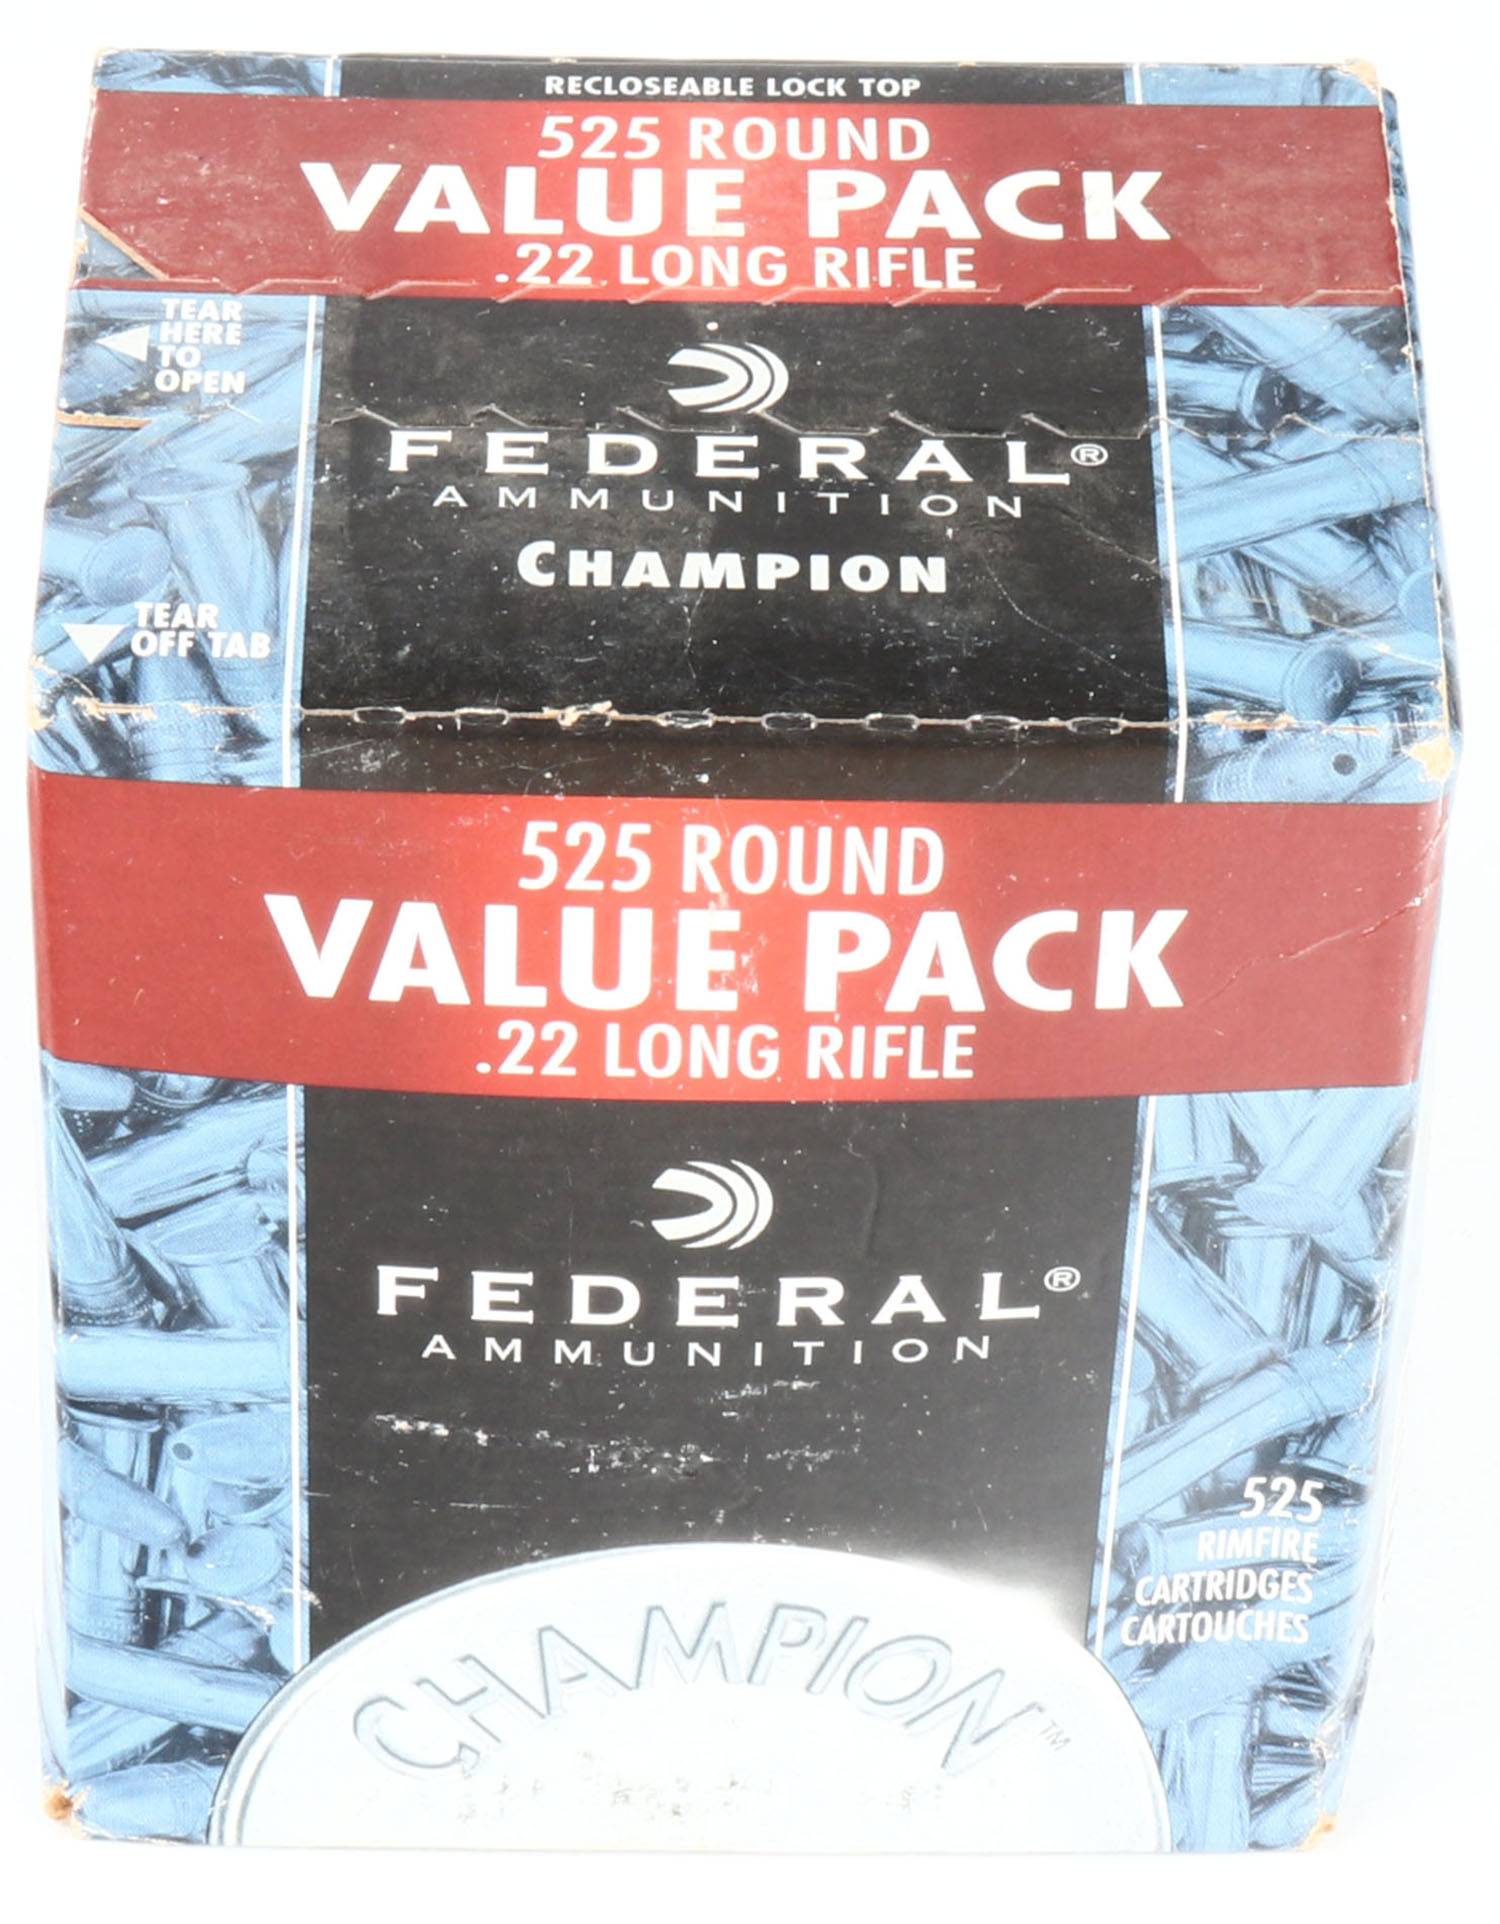 RECLOSEABLE LOCK TOP
525 ROUND
VALUE PACK
.22 LONG RIFLE
TEAR
HERE
TO
OPEN
FEDERAL®
AMMUNITION
CHAMPION
TEAR
OFF TAB
525 ROUND
VALUE PACK
.22 LONG RIFLE
FEDERAL®
AMMUNITION
525
RIMFIRE
CARTRIDGES
CARTOUCHES
CHAMPION™